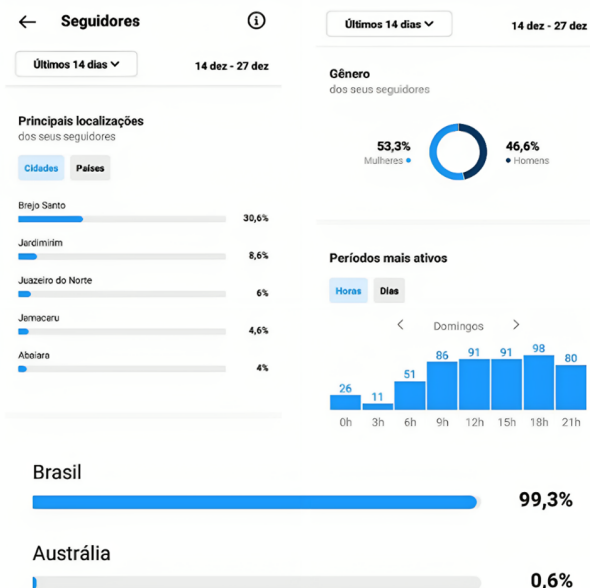 Seguidores
Últimos 14 dias
14 dez - 27 dez
Principais localizações
dos seus seguidores
Cidades
Países
Brejo Santo
30,6%
Jardimirim
8,6%
Juazeiro do Norte
6%
Jamacaru
4,6%
Abaiara
4%
Últimos 14 dias
14 dez - 27 dez
Gênero
dos seus seguidores
53,3%
Mulheres
46,6%
Homens
Períodos mais ativos
Horas
Dias
Domingos
26 11 51 86 91 91 98 80
0h 3h 6h 9h 12h 15h 18h 21h
Brasil
99,3%
Austrália
0,6%